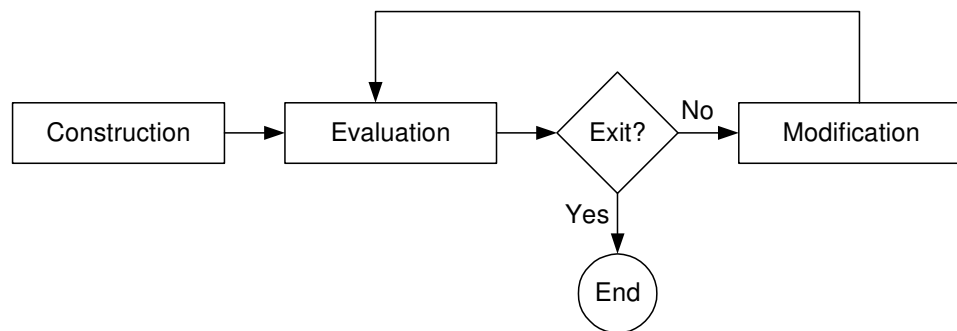 Construction
Evaluation
Exit?
No
Modification
Yes
End